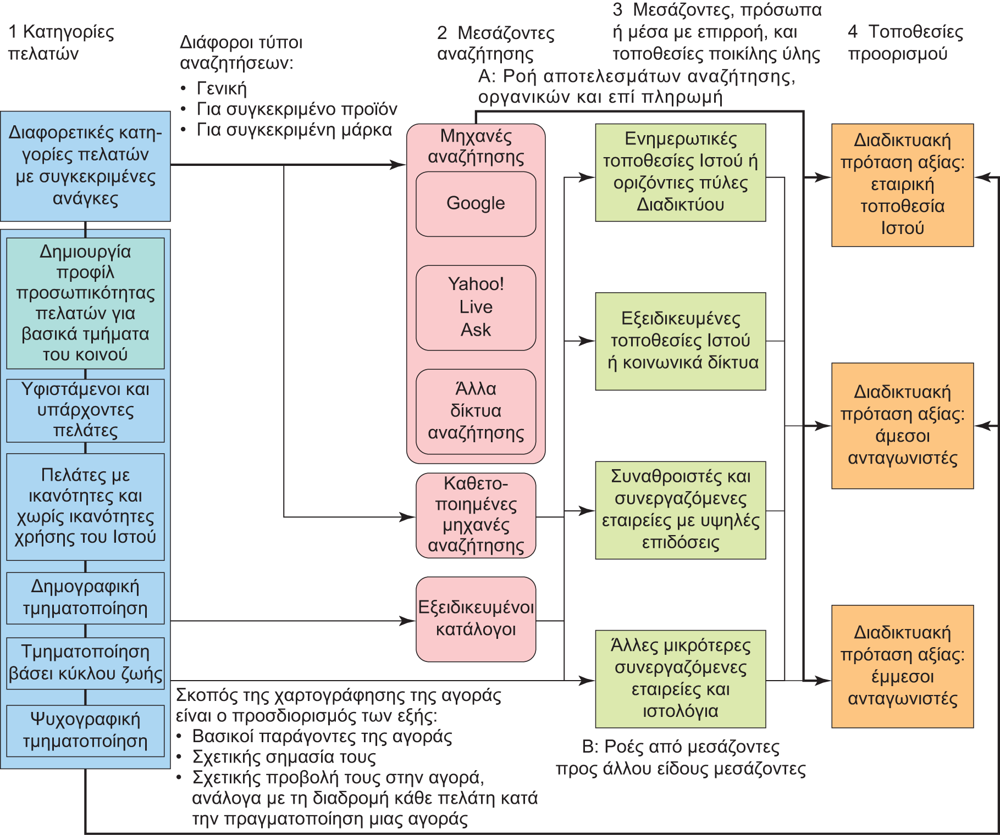 1 Κατηγορίες
πελατών
Διάφοροι τύποι
αναζητήσεων:
• Γενική
• Για συγκεκριμένο προϊόν
• Για συγκεκριμένη μάρκα
2 Μεσάζοντες
αναζήτησης
3 Μεσάζοντες, πρόσωπα
ή μέσα με επιρροή, και
τοποθεσίες ποικίλης ύλης
4 Τοποθεσίες
προορισμού
Α: Ροή αποτελεσμάτων αναζήτησης,
οργανικών και επί πληρωμή
Διαφορετικές κατη-
γορίες πελατών
με συγκεκριμένες
ανάγκες
Δημιουργία
προφίλ
προσωπικότητας
πελατών για
βασικά τμήματα
του κοινού
Υφιστάμενοι και
υπάρχοντες
πελάτες
Πελάτες με
ικανότητες και
χωρίς ικανότητες
χρήσης του Ιστού
Δημογραφική
τμηματοποίηση
Τμηματοποίηση
βάσει κύκλου ζωής
Ψυχογραφική
τμηματοποίηση
Μηχανές
αναζήτησης
Google
Yahoo!
Live
Ask
Άλλα
δίκτυα
αναζήτησης
Καθετο-
ποιημένες
μηχανές
αναζήτησης
Εξειδικευμένοι
κατάλογοι
Ενημερωτικές
τοποθεσίες Ιστού ή
οριζόντιες πύλες
Διαδικτύου
Εξειδικευμένες
τοποθεσίες Ιστού
ή κοινωνικά δίκτυα
Συναθροιστές και
συνεργαζόμενες
εταιρείες με υψηλές
επιδόσεις
Άλλες μικρότερες
συνεργαζόμενες
εταιρείες και
ιστολόγια
Διαδικτυακή
πρόταση αξίας:
εταιρική
τοποθεσία
Ιστού
Διαδικτυακή
πρόταση αξίας:
άμεσοι
ανταγωνιστές
Διαδικτυακή
πρόταση αξίας:
έμμεσοι
ανταγωνιστές
Σκοπός της χαρτογράφησης της αγοράς
είναι ο προσδιορισμός των εξής:
• Βασικοί παράγοντες της αγοράς
• Σχετικής σημασία τους
• Σχετικής προβολή τους στην αγορά,
ανάλογα με τη διαδρομή κάθε πελάτη κατά
την πραγματοποίηση μιας αγοράς
Β: Ροές από μεσάζοντες
προς άλλου είδους μεσάζοντες